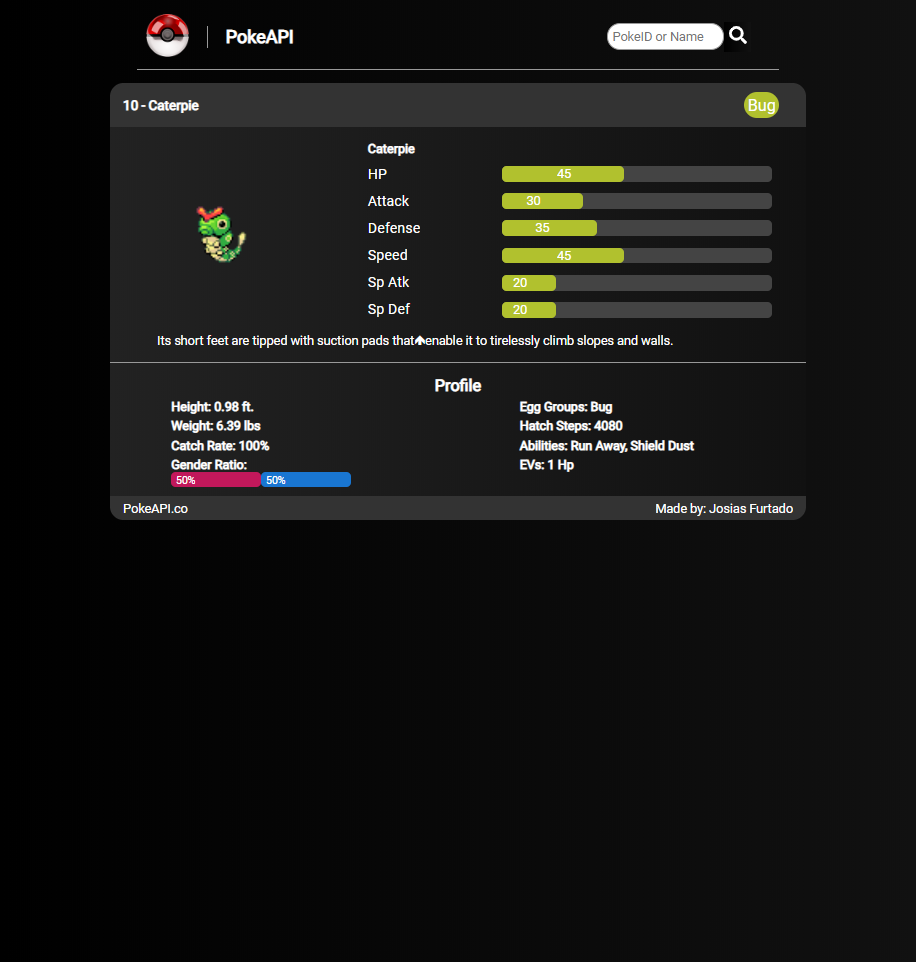 PokeAPI
PokeID or Name
10 - Caterpie
Bug
Caterpie
HP 45
Attack 30
Defense 35
Speed 45
Sp Atk 20
Sp Def 20
Its short feet are tipped with suction pads that enable it to tirelessly climb slopes and walls.
Profile
Height: 0.98 ft.
Weight: 6.39 lbs
Catch Rate: 100%
Gender Ratio:
50% 50%
Egg Groups: Bug
Hatch Steps: 4080
Abilities: Run Away, Shield Dust
EVs: 1 Hp
PokeAPI.co
Made by: Josias Furtado